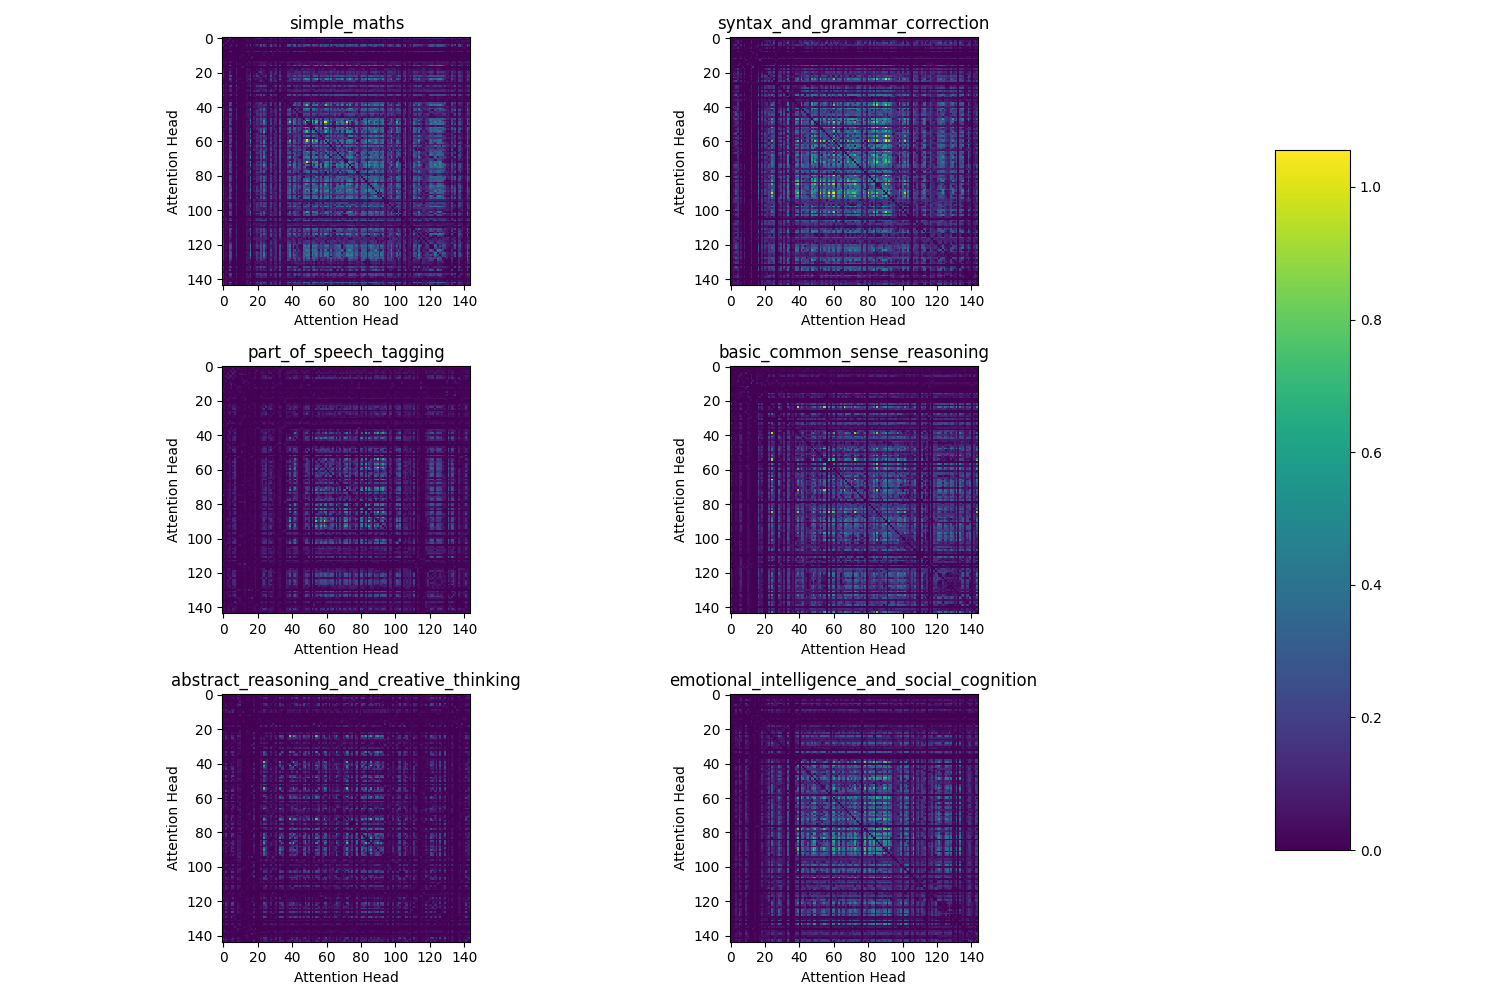 simple_maths
0
20
40
60
80
100
120
140
Attention Head
0 20 40 60 80 100 120 140
Attention Head
syntax_and_grammar_correction
0
20
40
60
80
100
120
140
Attention Head
0 20 40 60 80 100 120 140
Attention Head
part_of_speech_tagging
0
20
40
60
80
100
120
140
Attention Head
0 20 40 60 80 100 120 140
Attention Head
basic_common_sense_reasoning
0
20
40
60
80
100
120
140
Attention Head
0 20 40 60 80 100 120 140
Attention Head
abstract_reasoning_and_creative_thinking
0
20
40
60
80
100
120
140
Attention Head
0 20 40 60 80 100 120 140
Attention Head
emotional_intelligence_and_social_cognition
0
20
40
60
80
100
120
140
Attention Head
0 20 40 60 80 100 120 140
Attention Head
1.0
0.8
0.6
0.4
0.2
0.0